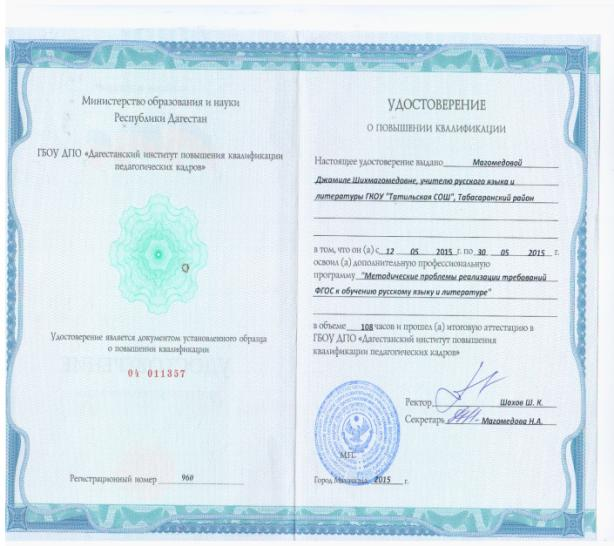 Министерство образования и науки
Республики Дагестан
ГБОУ ДПО «Дагестанский институт повышения квалификации
педагогических кадров»
Удостоверение является документом установленного образца
о повышении квалификации
04 011357
Регистрационный номер 960
УДОСТОВЕРЕНИЕ
О ПОВЫШЕНИИ КВАЛИФИКАЦИИ
Настоящее удостоверение выдано Магомедовой
Джамиле Шихмагомедовне, учителю русского языка и
литературы ГКОУ "Татильская СОШ", Табасаранский район
в том, что он (а) с 12 05 2015 г. по 30 05 2015 г.
освоил (а) дополнительную профессиональную
программу "Методические проблемы реализации требований
ФГОС к обучению русскому языку и литературе"
в объеме 108 часов и прошел (а) итоговую аттестацию в
ГБОУ ДПО «Дагестанский институт повышения
квалификации педагогических кадров»
Ректор Шахов Ш. К.
Секретарь Магомедова Н.А.
М.П.
Город Махачкала 2015 г.